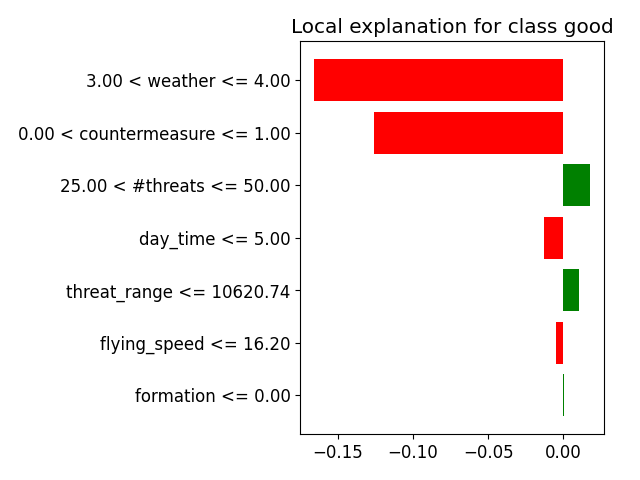 Local explanation for class good
3.00 < weather <= 4.00
0.00 < countermeasure <= 1.00
25.00 < #threats <= 50.00
day_time <= 5.00
threat_range <= 10620.74
flying_speed <= 16.20
formation <= 0.00
−0.15 −0.10 −0.05 0.00